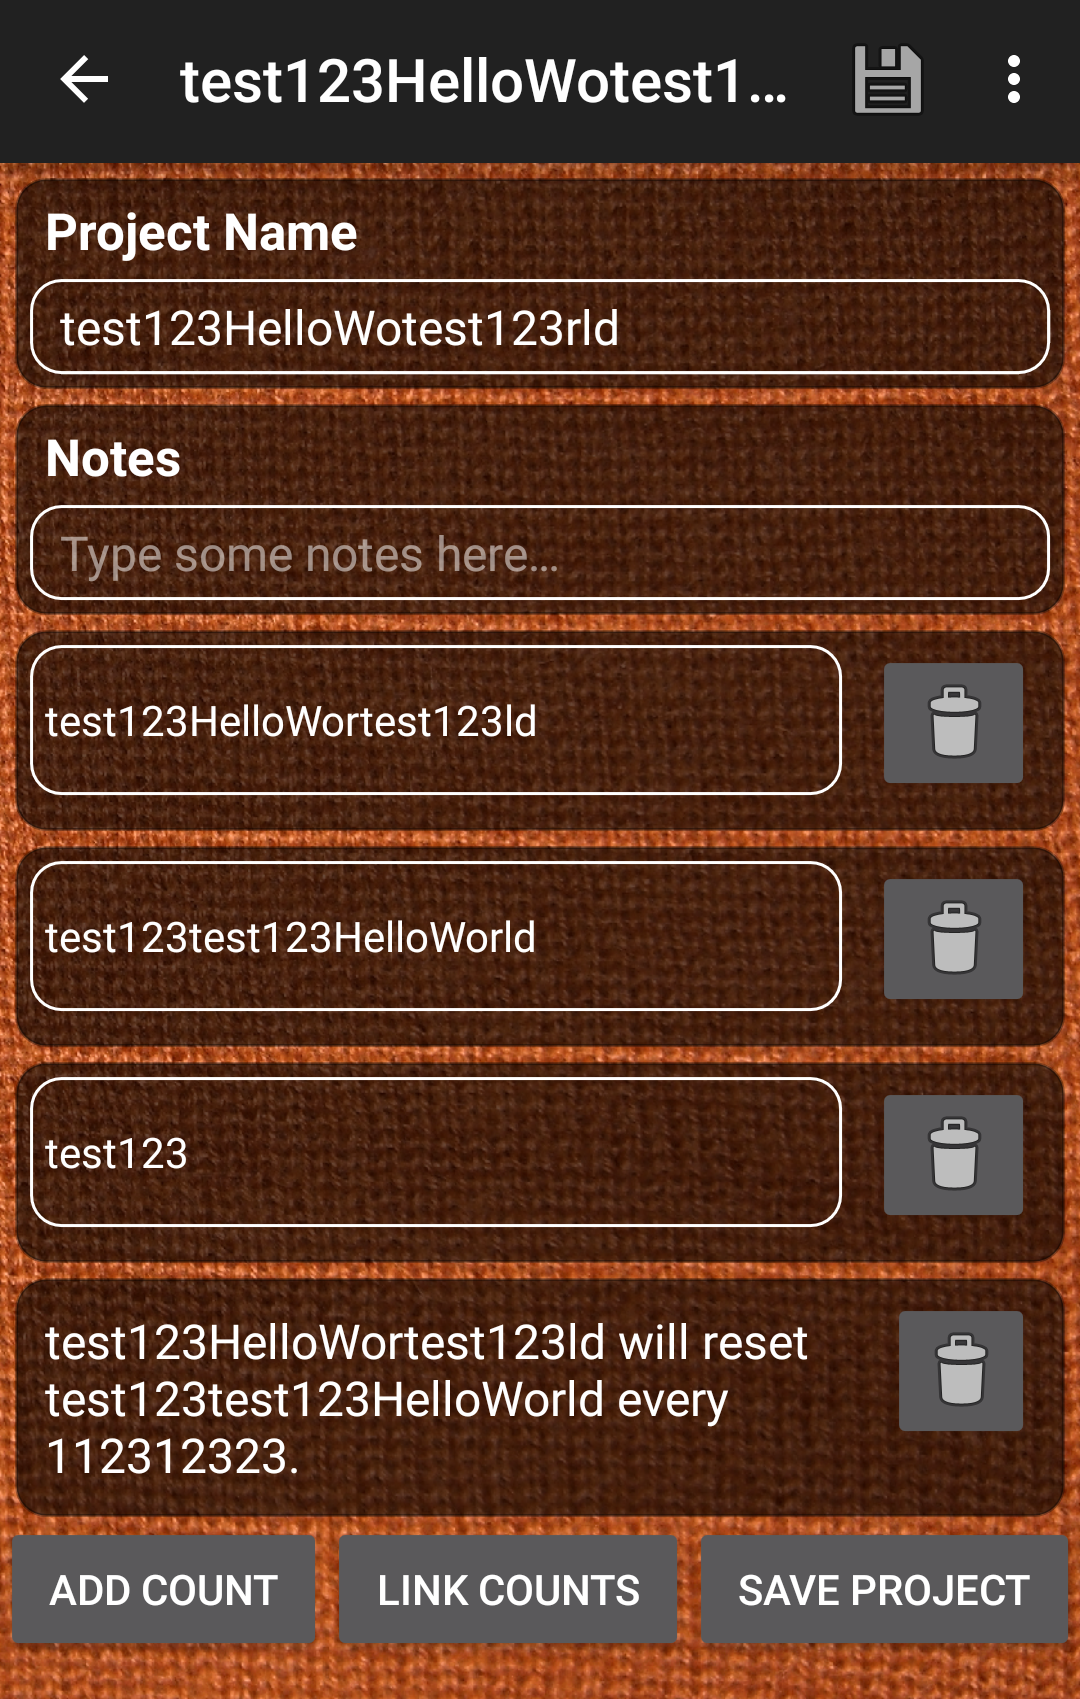 test123HelloWotest1...
Project Name
test123HelloWotest123rld
Notes
Type some notes here...
test123HelloWortest123ld
test123test123HelloWorld
test123
test123HelloWortest123ld will reset
test123test123HelloWorld every
112312323.
ADD COUNT
LINK COUNTS
SAVE PROJECT